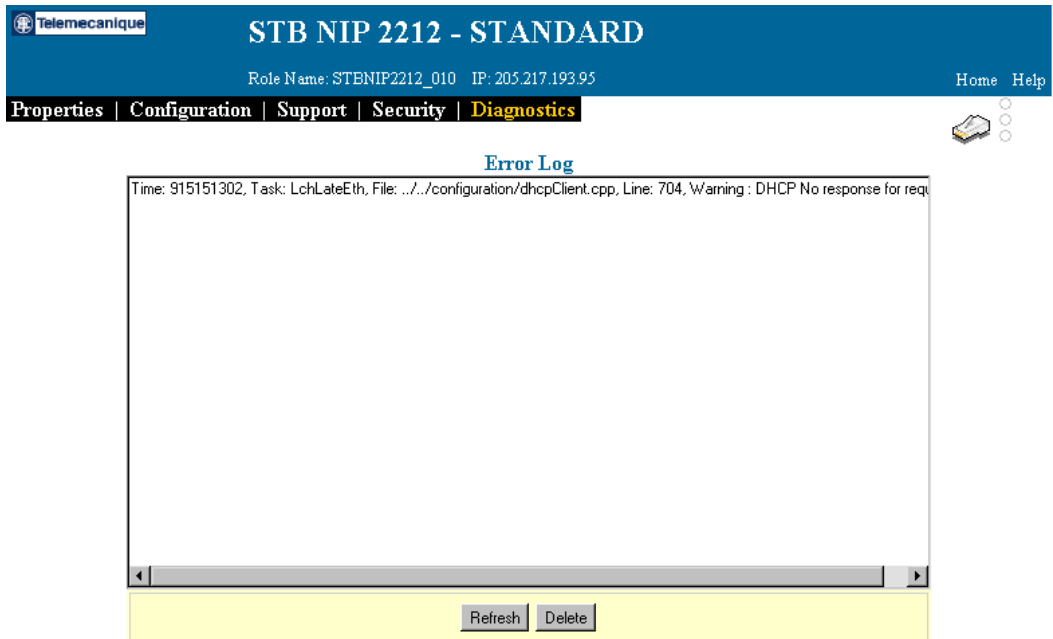 Telemecanique
STB NIP 2212 - STANDARD
Role Name: STBNIP2212_010 IP: 205.217.193.95
Home Help
Properties | Configuration | Support | Security | Diagnostics
Error Log
Time: 915151302, Task: LchLateEth, File: ../../configuration/dhcpClient.cpp, Line: 704, Warning : DHCP No response for requ
Refresh Delete